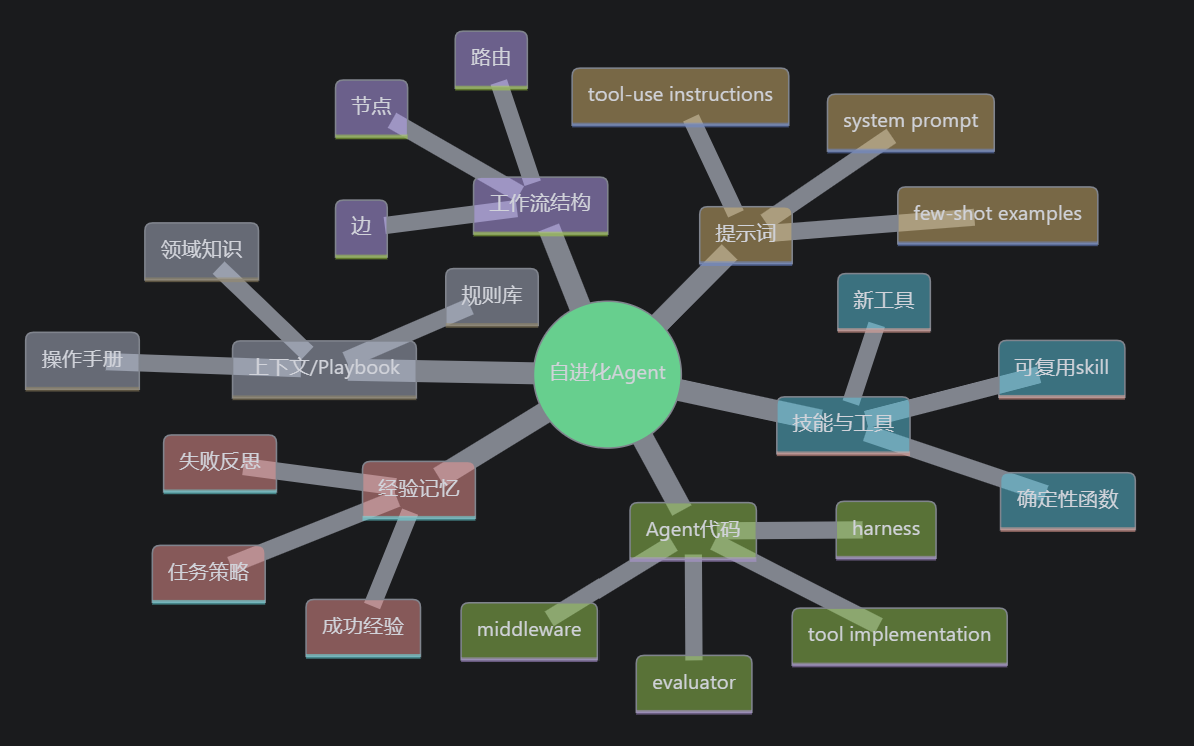 路由
tool-use instructions
节点
system prompt
工作流结构
few-shot examples
边
提示词
领域知识
规则库
新工具
操作手册
上下文/Playbook
自进化Agent
可复用skill
技能与工具
失败反思
经验记忆
确定性函数
Agent代码
harness
任务策略
成功经验
middleware
tool implementation
evaluator